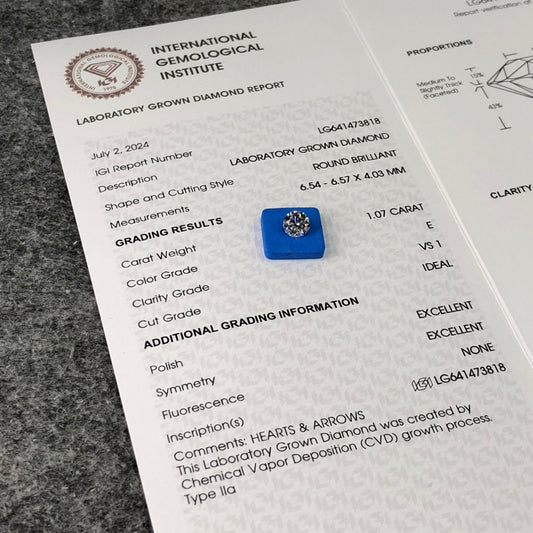 INTERNATIONAL
GEMOLOGICAL
INSTITUTE
LABORATORY GROWN DIAMOND REPORT
July 2, 2024
IGI Report Number LG641473818
Description LABORATORY GROWN DIAMOND
Shape and Cutting Style ROUND BRILLIANT
Measurements 6.54 - 6.57 X 4.03 MM
GRADING RESULTS
Carat Weight 1.07 CARAT
Color Grade E
Clarity Grade VS 1
Cut Grade IDEAL
ADDITIONAL GRADING INFORMATION
Polish EXCELLENT
Symmetry EXCELLENT
Fluorescence NONE
Inscription(s) IGI LG641473818
Comments: HEARTS & ARROWS
This Laboratory Grown Diamond was created by
Chemical Vapor Deposition (CVD) growth process.
Type IIa
Report verification at
PROPORTIONS
Medium To
Slightly Thick
(Faceted)
15%
43%
CLARITY